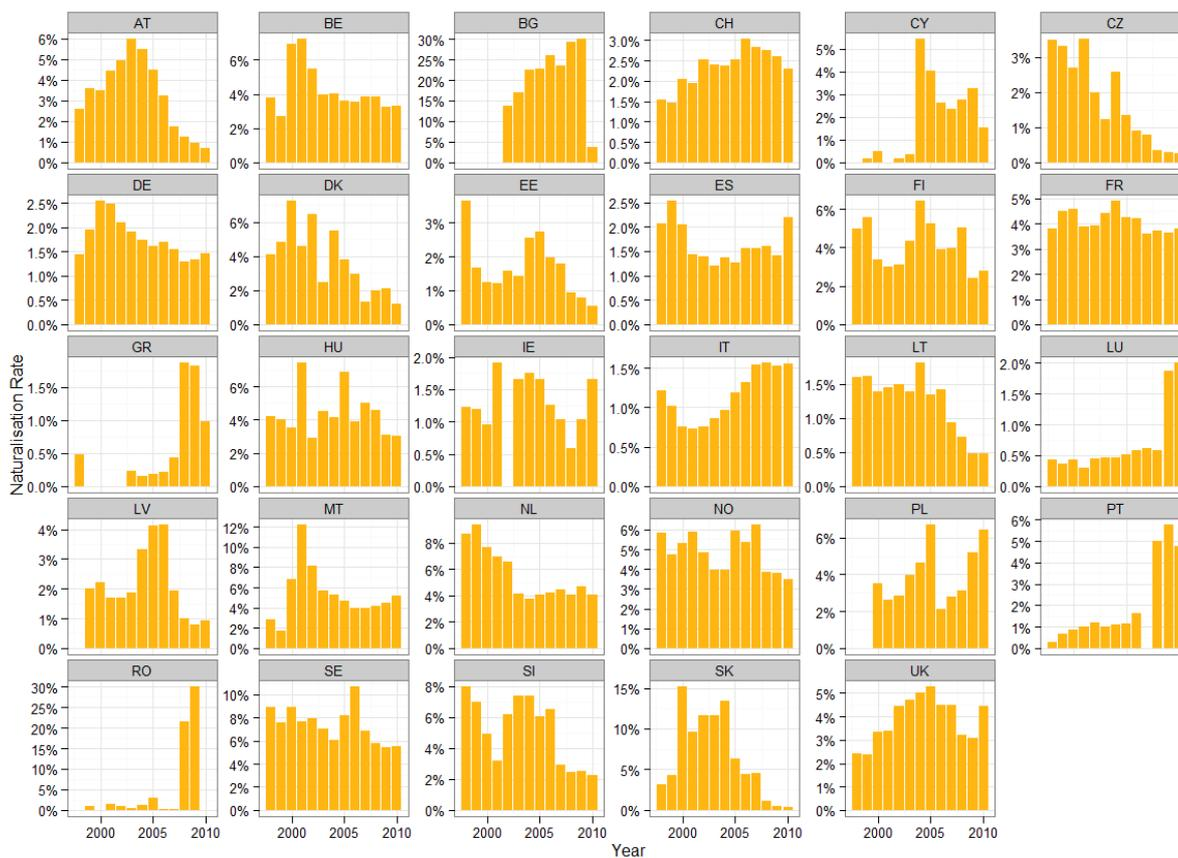 AT BE BG CH CY CZ
6% 5% 4% 3% 2% 1% 0%
6% 4% 2% 0%
30% 25% 20% 15% 10% 5% 0%
3.0% 2.5% 2.0% 1.5% 1.0% 0.5% 0.0%
5% 4% 3% 2% 1% 0%
3% 2% 1% 0%
DE DK EE ES FI FR
2.5% 2.0% 1.5% 1.0% 0.5% 0.0%
6% 4% 2% 0%
3% 2% 1% 0%
2.5% 2.0% 1.5% 1.0% 0.5% 0.0%
6% 4% 2% 0%
5% 4% 3% 2% 1% 0%
Naturalisation Rate
GR HU IE IT LT LU
1.5% 1.0% 0.5% 0.0%
6% 4% 2% 0%
2.0% 1.5% 1.0% 0.5% 0.0%
1.5% 1.0% 0.5% 0.0%
1.5% 1.0% 0.5% 0.0%
2.0% 1.5% 1.0% 0.5% 0.0%
LV MT NL NO PL PT
4% 3% 2% 1% 0%
12% 10% 8% 6% 4% 2% 0%
8% 6% 4% 2% 0%
6% 5% 4% 3% 2% 1% 0%
6% 4% 2% 0%
6% 5% 4% 3% 2% 1% 0%
RO SE SI SK UK
30% 25% 20% 15% 10% 5% 0%
10% 8% 6% 4% 2% 0%
8% 6% 4% 2% 0%
15% 10% 5% 0%
5% 4% 3% 2% 1% 0%
2000 2005 2010 2000 2005 2010 2000 2005 2010 2000 2005 2010 2000 2005 2010
Year